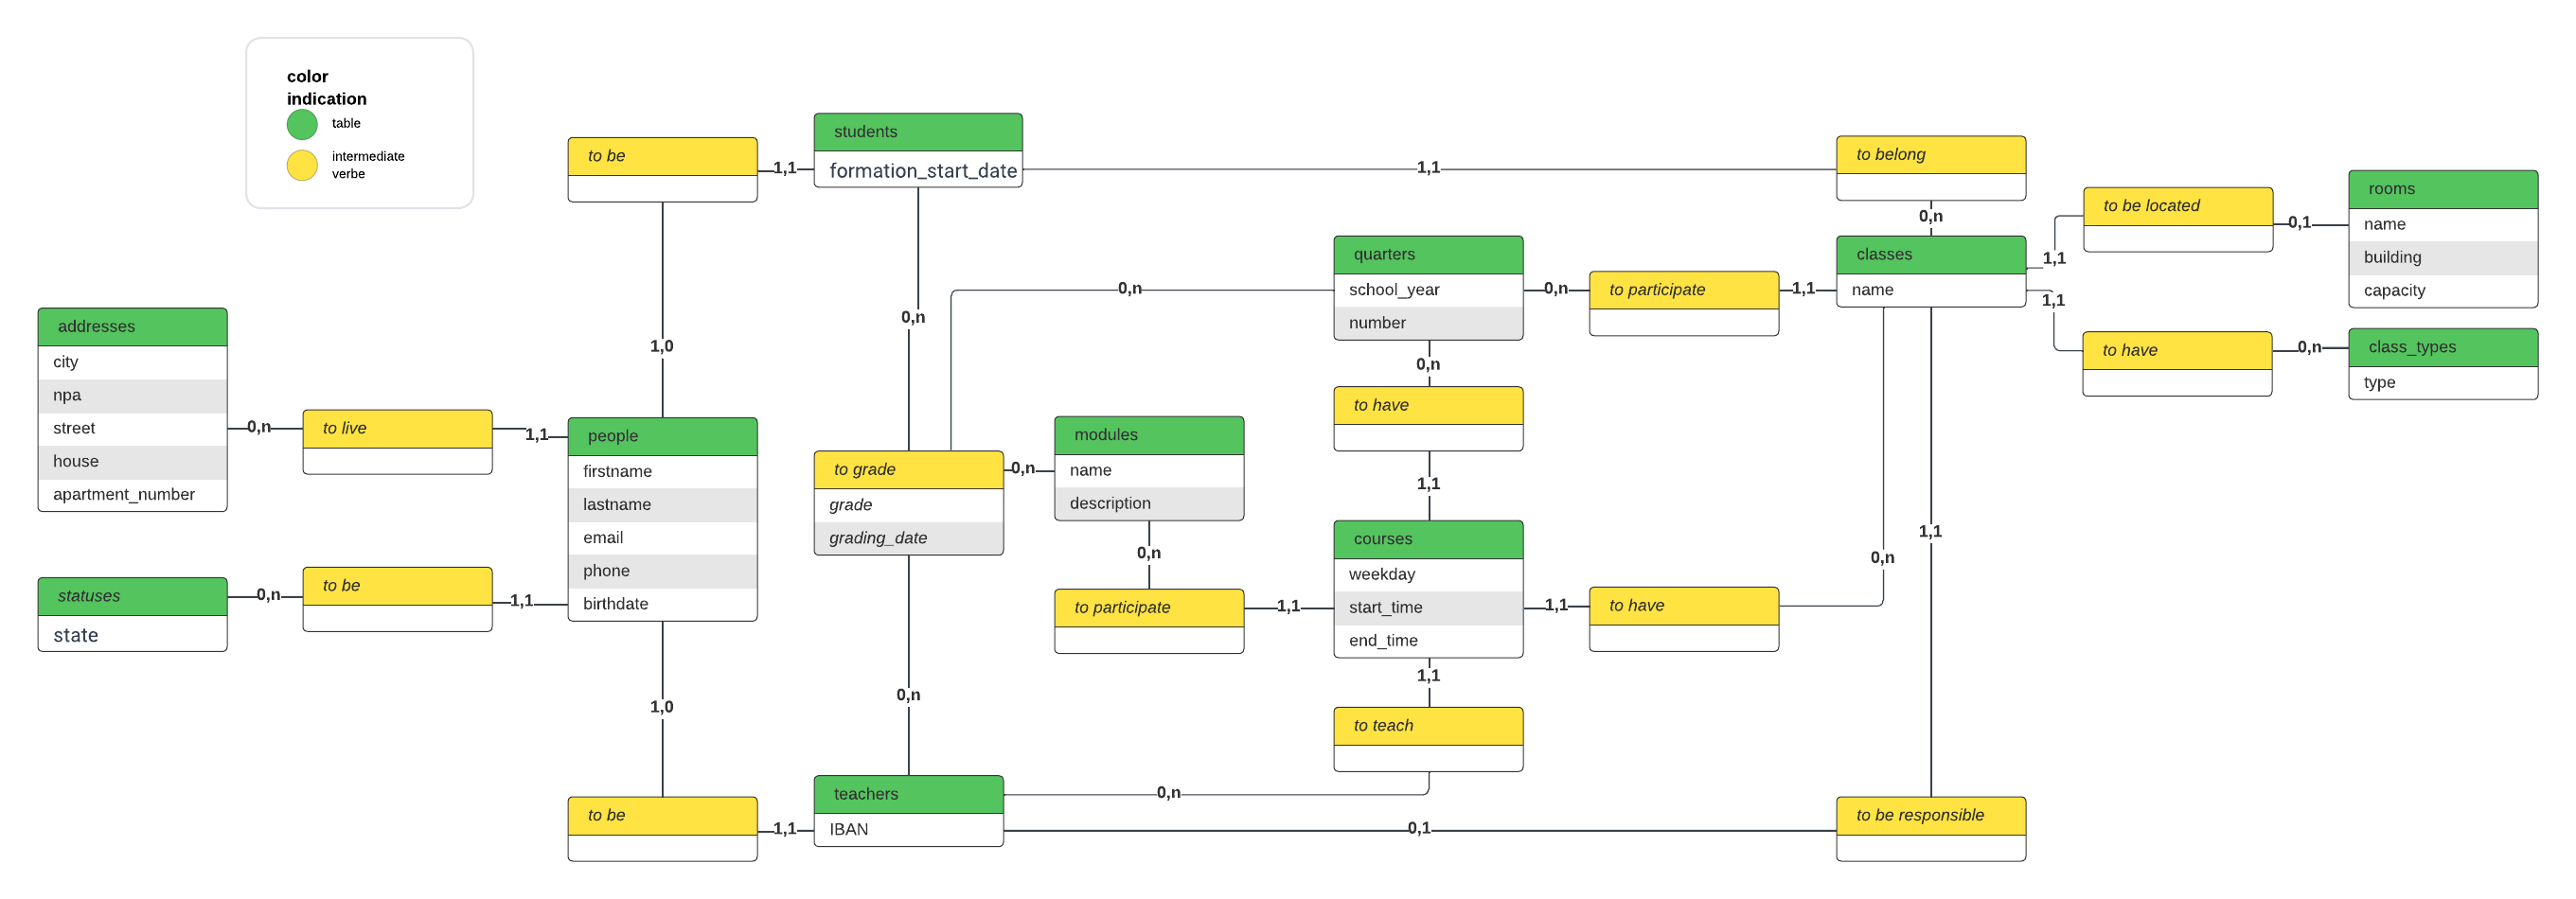 color
indication
table
intermediate
verbe
to be
1,1
students
formation_start_date
1,1
to belong
0,n
to be located
0,1
rooms
name
building
capacity
quarters
school_year
number
0,n
to participate
1,1
classes
name
1,1
1,1
0,n
0,n
1,0
addresses
city
npa
street
house
apartment_number
0,n
to live
1,1
people
firstname
lastname
email
phone
birthdate
0,n
to have
to have
0,n
class_types
type
to grade
grade
grading_date
0,n
modules
name
description
1,1
0,n
courses
weekday
start_time
end_time
1,1
0,n
statuses
state
0,n
to be
1,1
to participate
1,1
1,1
to have
1,1
1,0
0,n
to teach
to be
1,1
teachers
IBAN
0,n
0,1
to be responsible